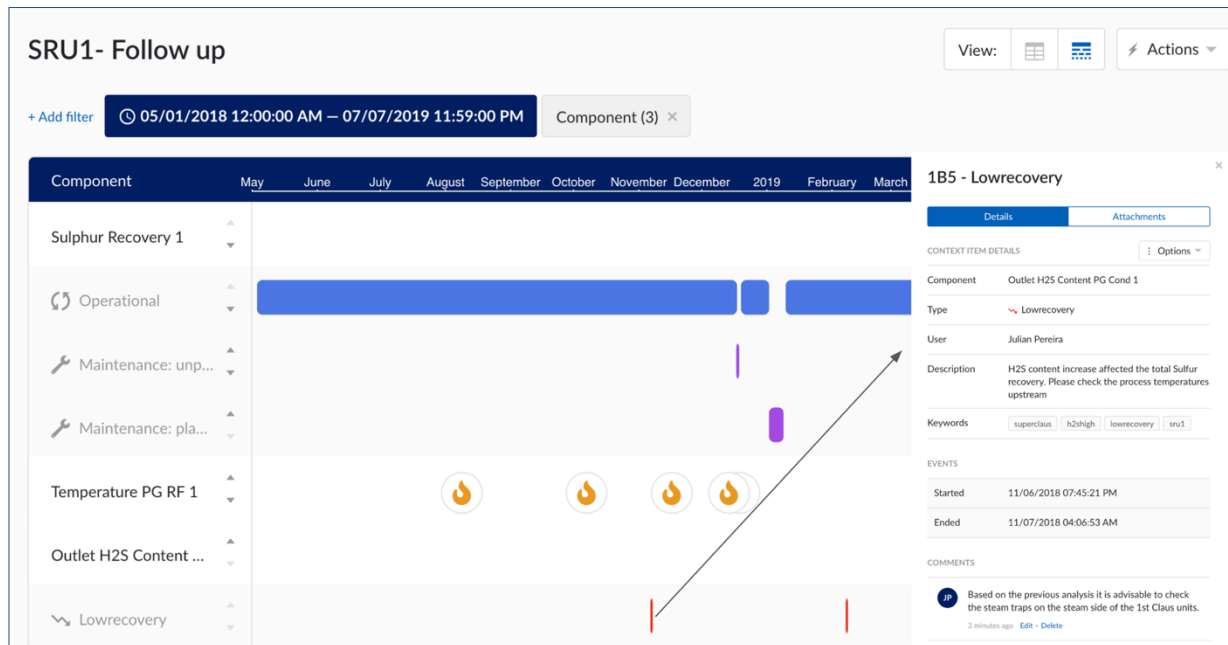 SRU1- Follow up
View:
Actions
+ Add filter
05/01/2018 12:00:00 AM — 07/07/2019 11:59:00 PM
Component (3) ×
Component
May June July August September October November December 2019 February March
Sulphur Recovery 1
Operational
Maintenance: unp...
Maintenance: pla...
Temperature PG RF 1
Outlet H2S Content ...
Lowrecovery
×
1B5 - Lowrecovery
Details
Attachments
CONTEXT ITEM DETAILS
Options
Component Outlet H2S Content PG Cond 1
Type Lowrecovery
User Julian Pereira
Description H2S content increase affected the total Sulfur
recovery. Please check the process temperatures
upstream
Keywords superclaus h2shigh lowrecovery sru1
EVENTS
Started 11/06/2018 07:45:21 PM
Ended 11/07/2018 04:06:53 AM
COMMENTS
JP
Based on the previous analysis it is advisable to check
the steam traps on the steam side of the 1st Claus units.
3 minutes ago Edit - Delete